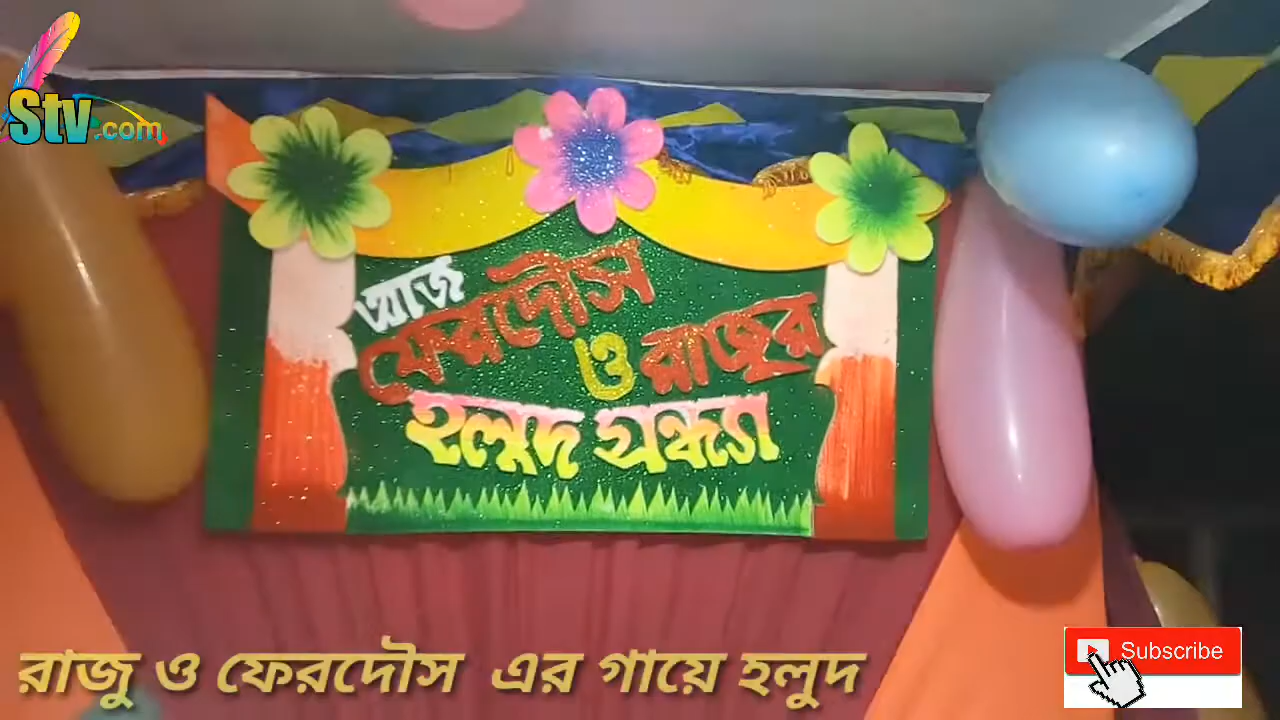 Stv.com
আজ
ফেরদৌস
ও রাজুর
হলুদ সন্ধ্যা
রাজু ও ফেরদৌস এর গায়ে হলুদ
Subscribe